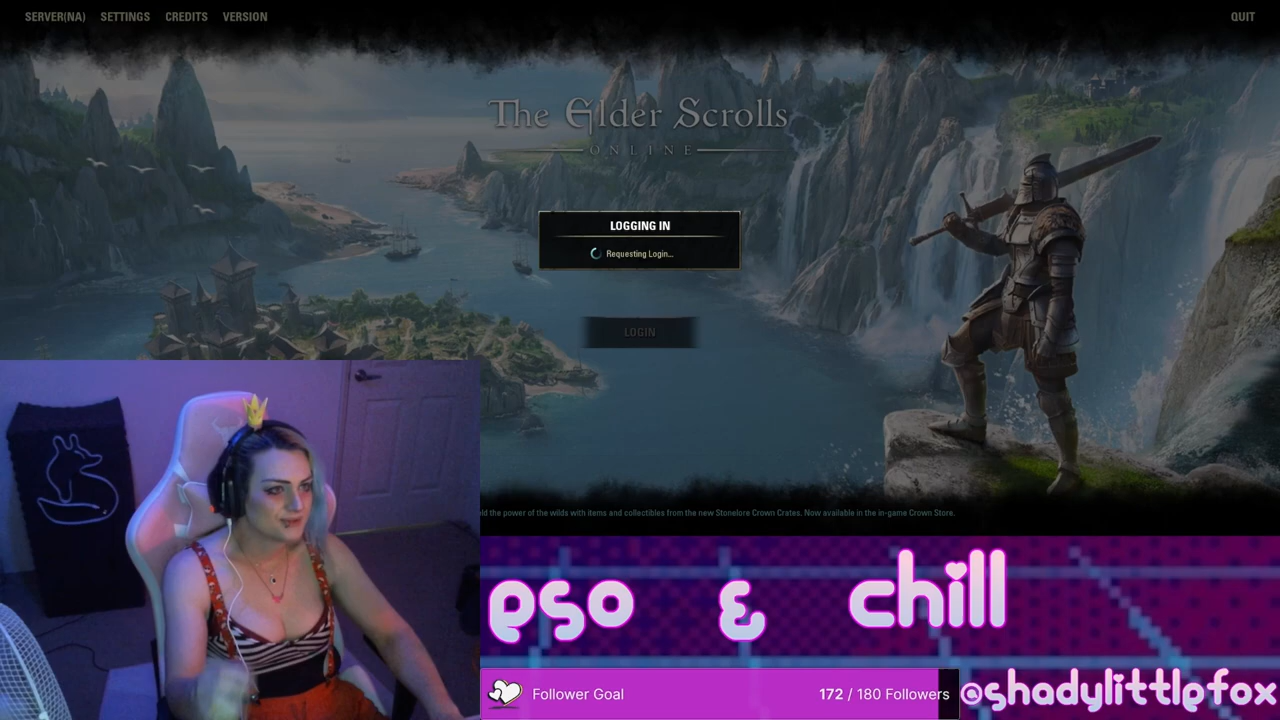 SERVER(NA) SETTINGS CREDITS VERSION QUIT
The Elder Scrolls
ONLINE
LOGGING IN
Requesting Login...
LOGIN
the power of the wilds with items and collectibles from the new Stonelore Crown Crates. Now available in the in-game Crown Store.
eso & chill
Follower Goal 172 / 180 Followers
@shadylittlefox